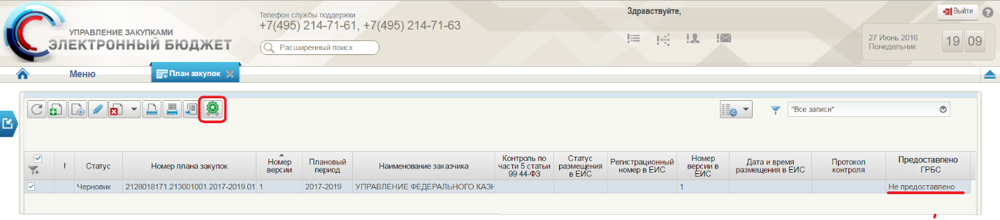 УПРАВЛЕНИЕ ЗАКУПКАМИ
ЭЛЕКТРОННЫЙ БЮДЖЕТ
Телефон службы поддержки
+7(495) 214-71-61, +7(495) 214-71-63
Расширенный поиск
Здравствуйте,
Выйти
?
27 Июнь 2016
Понедельник
19 09
Меню
План закупок
"Все записи"
!
Статус
Номер плана закупок
Номер версии
Плановый период
Наименование заказчика
Контроль по части 5 статьи 99 44-ФЗ
Статус размещения в ЕИС
Регистрационный номер в ЕИС
Номер версии в ЕИС
Дата и время размещения в ЕИС
Протокол контроля
Предоставлено ГРБС
Черновик
2128018171.213001001.2017-2019.01
1
2017-2019
УПРАВЛЕНИЕ ФЕДЕРАЛЬНОГО КАЗН
1
Не предоставлено